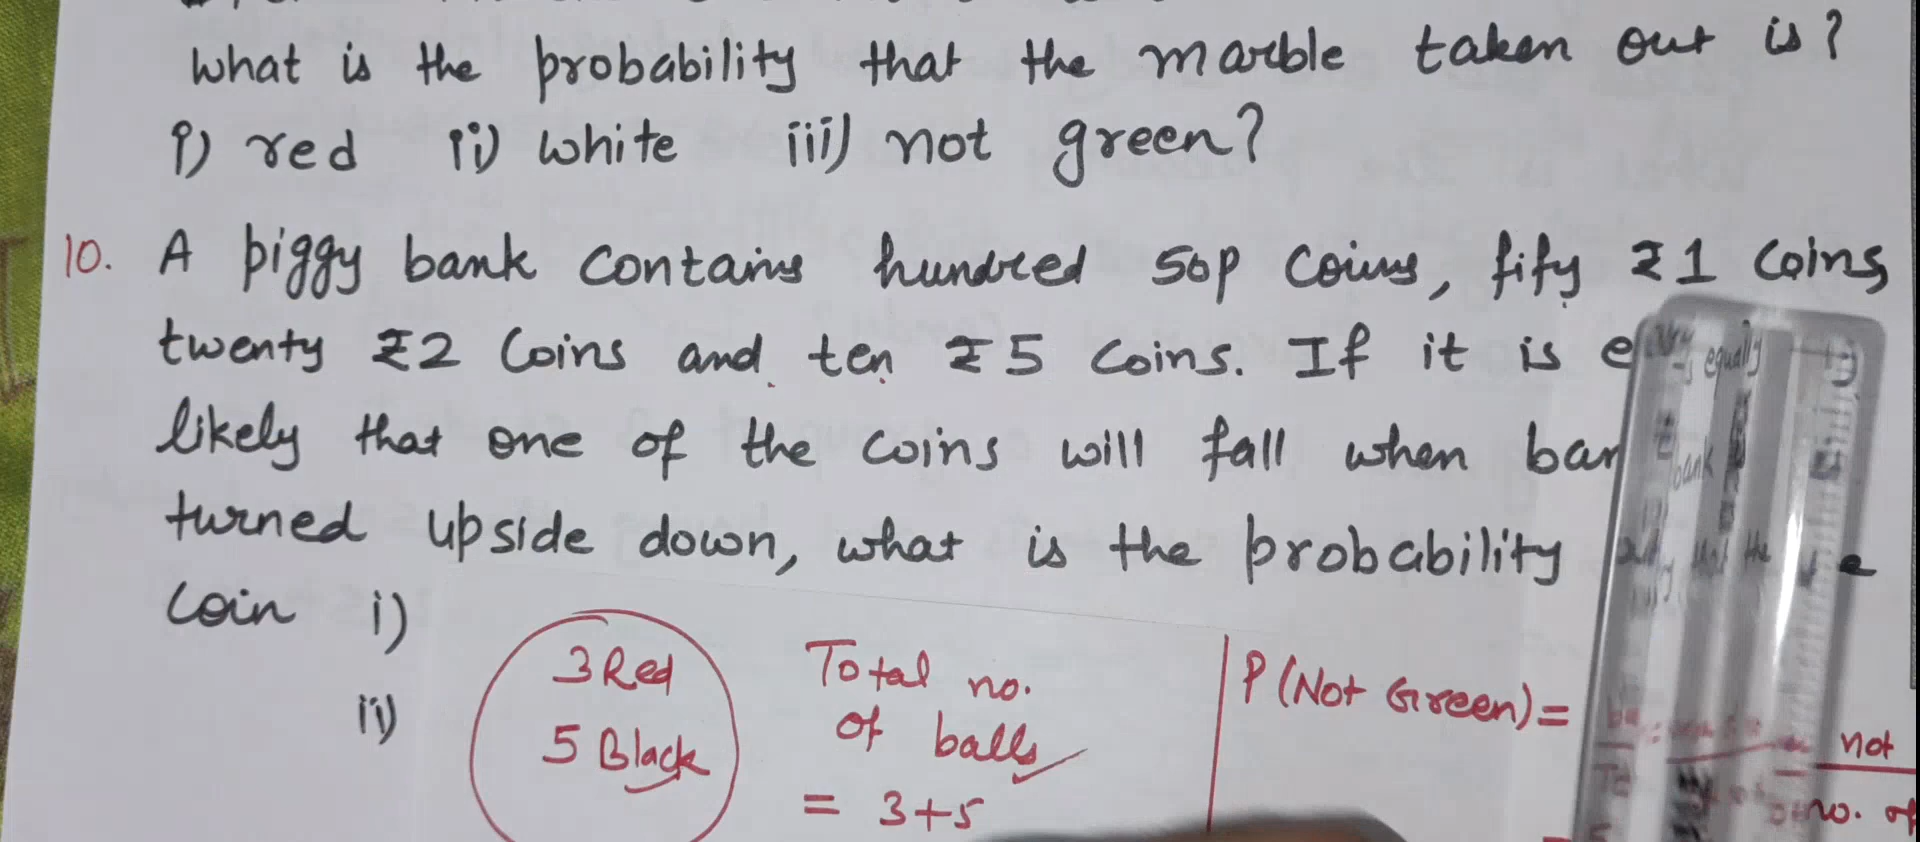 what is the probability that the marble taken out is?
i) red ii) white iii) not green?
10. A piggy bank contains hundred 50p coins, fify ₹1 coins,
twenty ₹2 coins and ten ₹5 coins. If it is equally
likely that one of the coins will fall when bank
turned upside down, what is the probability
coin i)
ii)
3 Red
5 Black
Total no.
of balls
= 3+5
P(Not Green)=
not
no. of